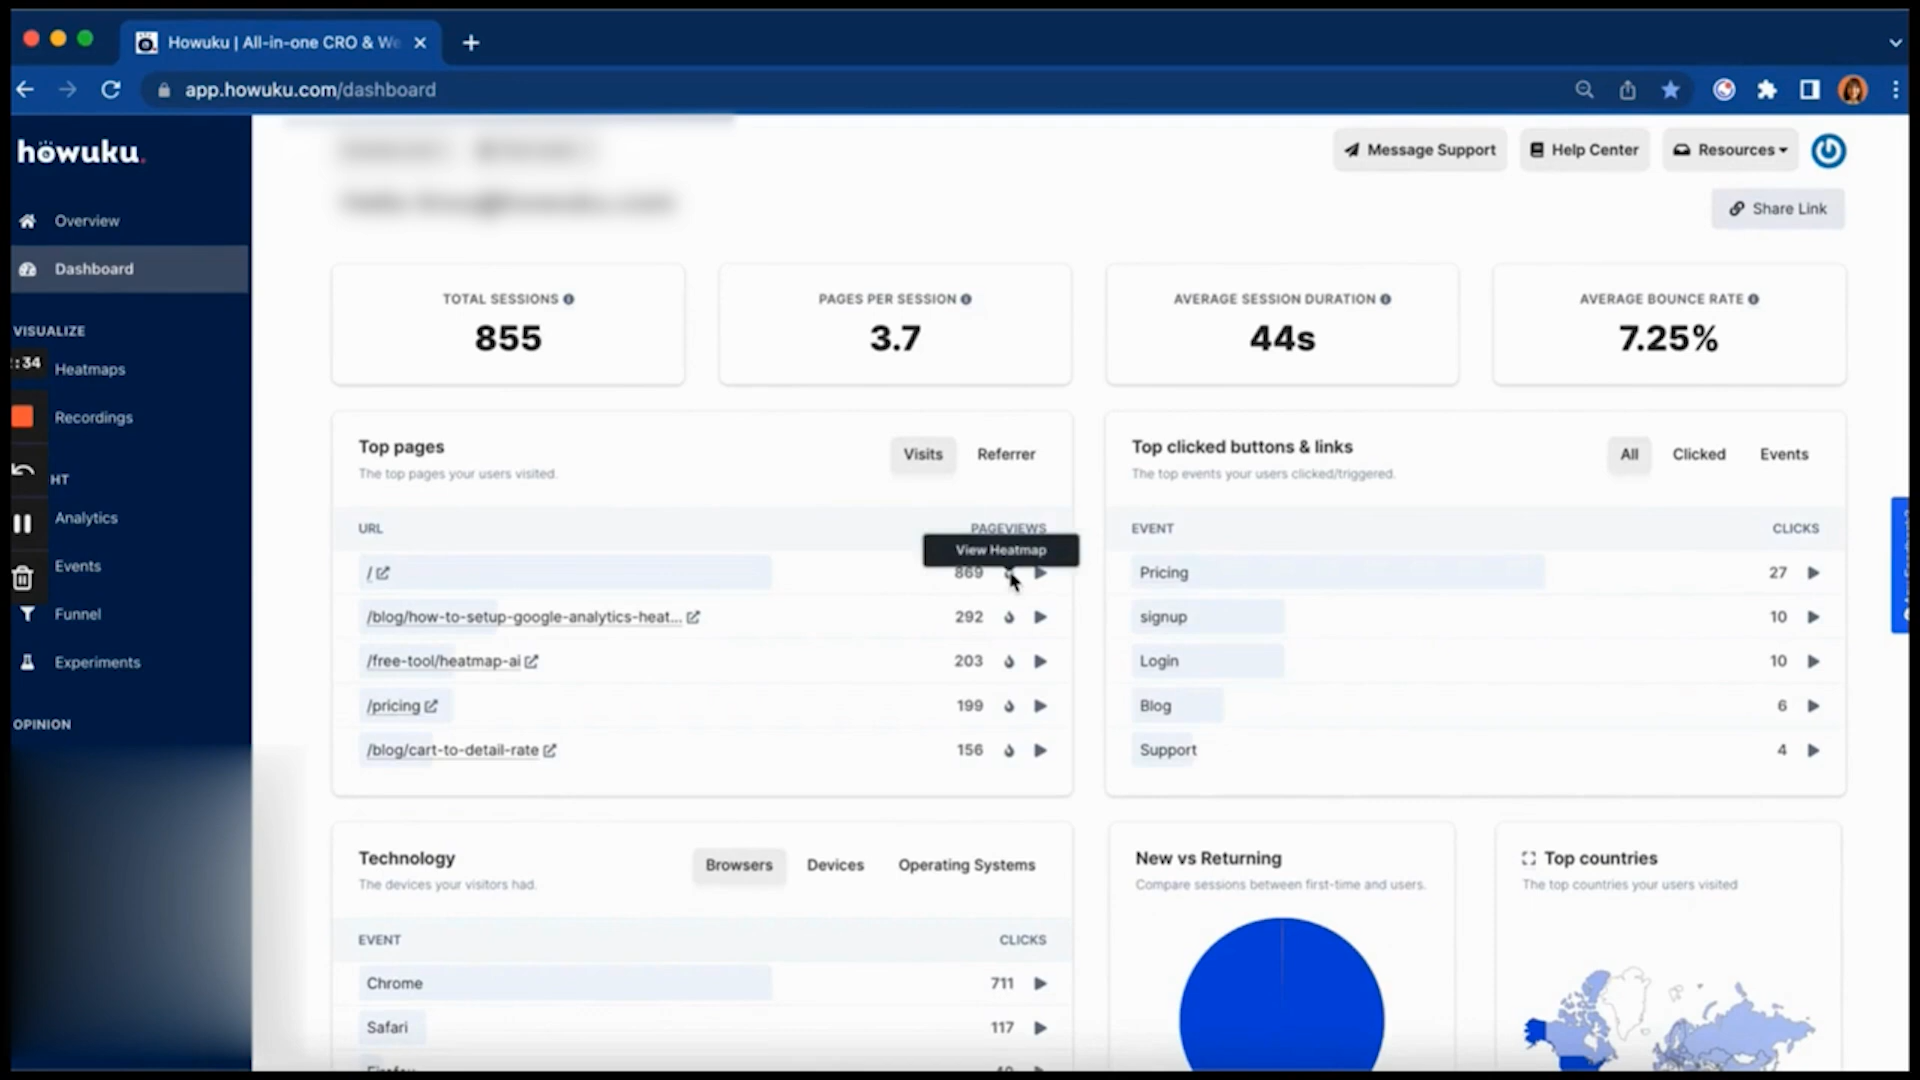 Howuku | All-in-one CRO & We
app.howuku.com/dashboard
howuku.
Message Support
Help Center
Resources
Share Link
Overview
Dashboard
VISUALIZE
:34
Heatmaps
Recordings
HT
Analytics
Events
Funnel
Experiments
OPINION
TOTAL SESSIONS
855
PAGES PER SESSION
3.7
AVERAGE SESSION DURATION
44s
AVERAGE BOUNCE RATE
7.25%
Top pages
The top pages your users visited.
Visits
Referrer
URL
PAGEVIEWS
View Heatmap
/
869
/blog/how-to-setup-google-analytics-heat...
292
/free-tool/heatmap-ai
203
/pricing
199
/blog/cart-to-detail-rate
156
Top clicked buttons & links
The top events your users clicked/triggered.
All
Clicked
Events
EVENT
CLICKS
Pricing
27
signup
10
Login
10
Blog
6
Support
4
Technology
The devices your visitors had.
Browsers
Devices
Operating Systems
EVENT
CLICKS
Chrome
711
Safari
117
New vs Returning
Compare sessions between first-time and users.
Top countries
The top countries your users visited